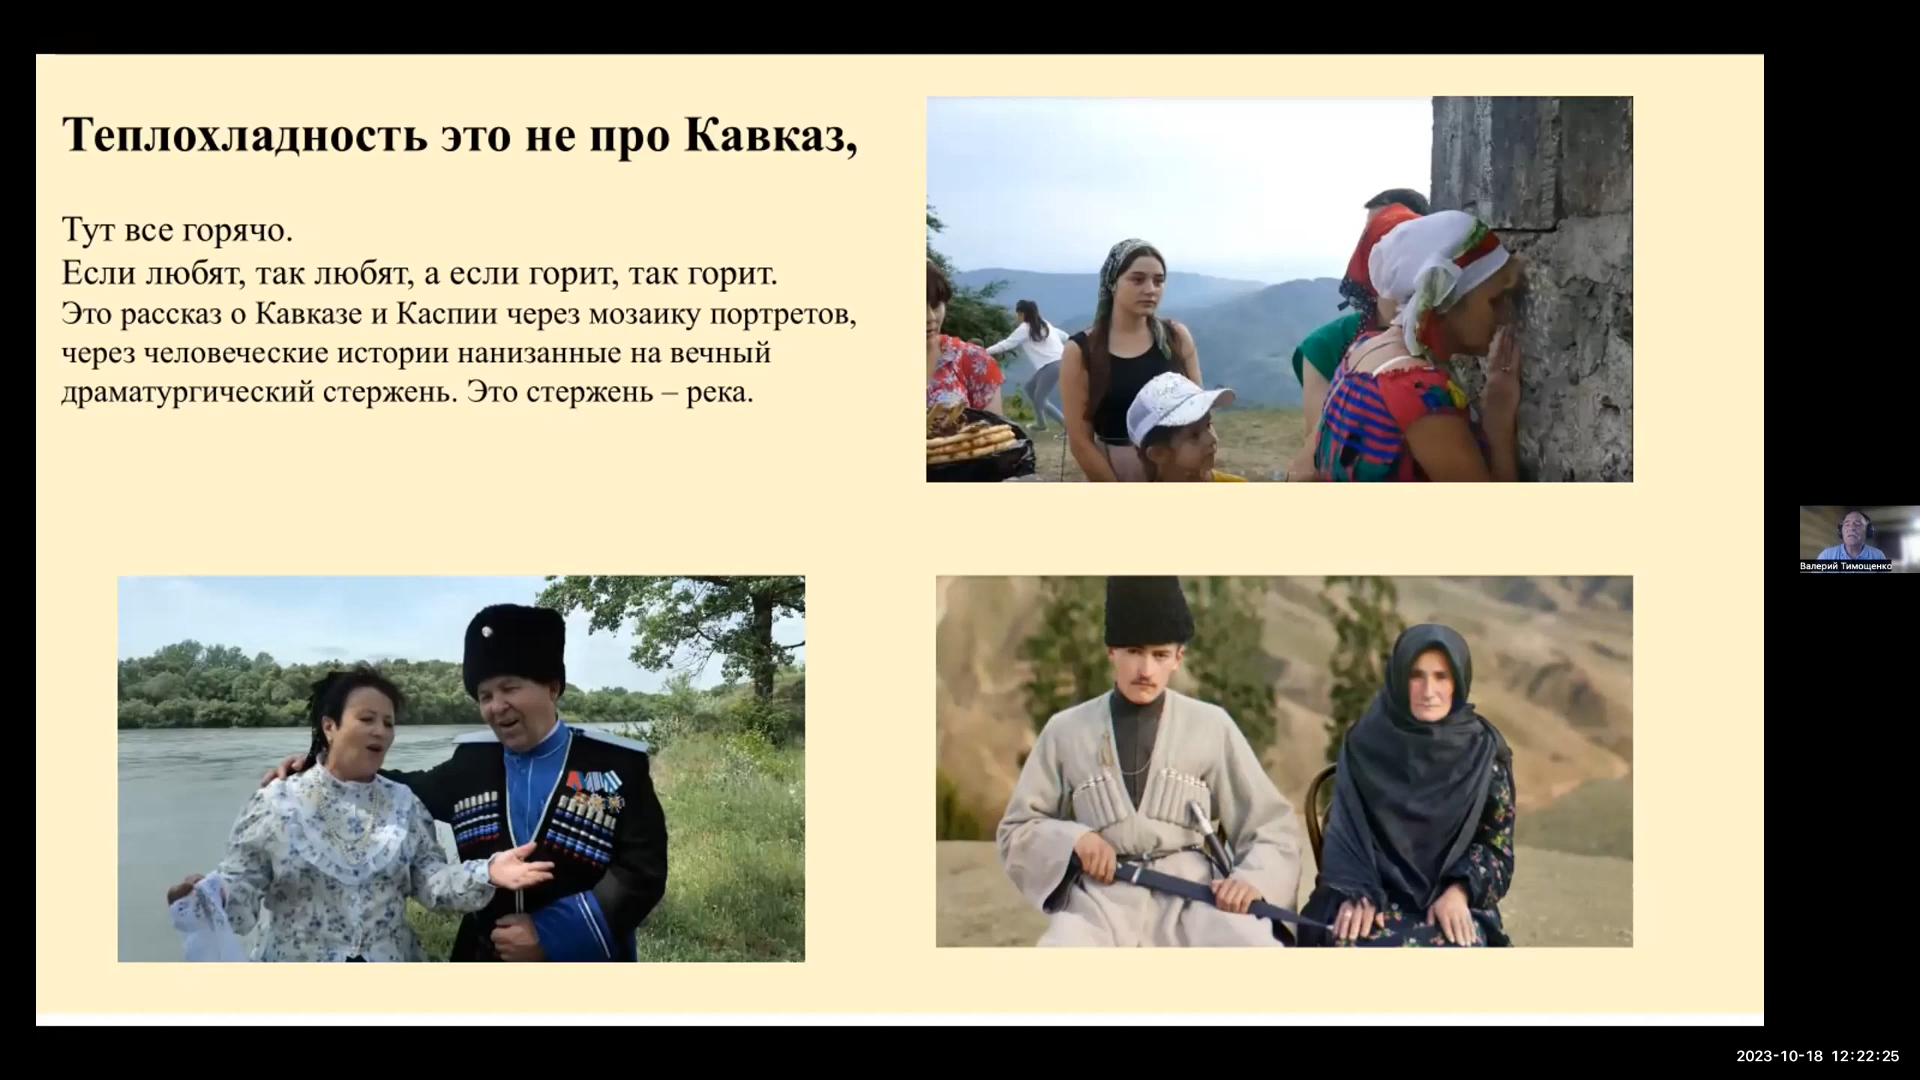 Теплохладность это не про Кавказ,
Тут все горячо.
Если любят, так любят, а если горит, так горит.
Это рассказ о Кавказе и Каспии через мозаику портретов,
через человеческие истории нанизанные на вечный
драматургический стержень. Это стержень – река.
Валерий Тимощенко
2023-10-18 12:22:25